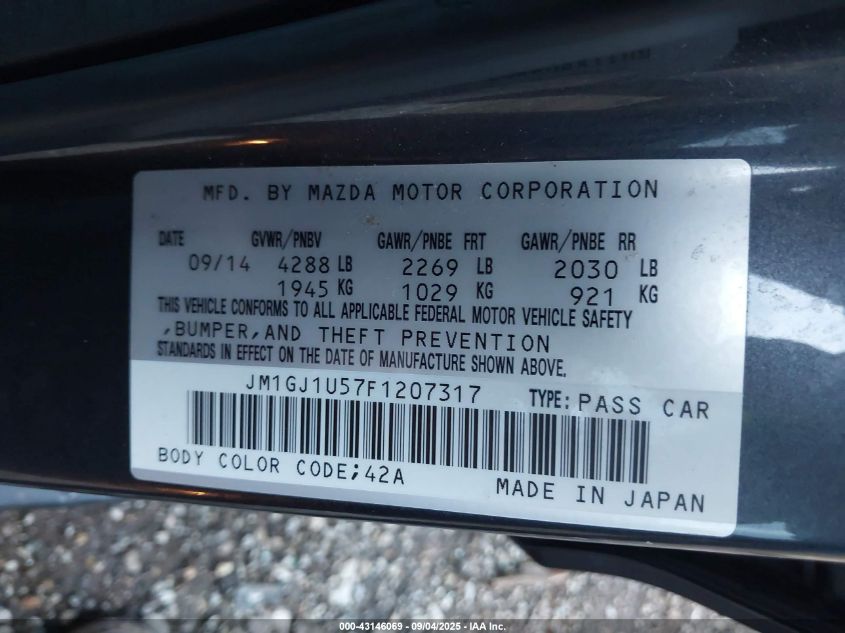 MFD. BY MAZDA MOTOR CORPORATION
DATE GVWR/PNBV GAWR/PNBE FRT GAWR/PNBE RR
09/14 4288 LB 2269 LB 2030 LB
1945 KG 1029 KG 921 KG
THIS VEHICLE CONFORMS TO ALL APPLICABLE FEDERAL MOTOR VEHICLE SAFETY
,BUMPER,AND THEFT PREVENTION
STANDARDS IN EFFECT ON THE DATE OF MANUFACTURE SHOWN ABOVE.
JM1GJ1U57F1207317 TYPE: PASS CAR
BODY COLOR CODE;42A
MADE IN JAPAN
000-43146069 - 09/04/2025 - IAA Inc.